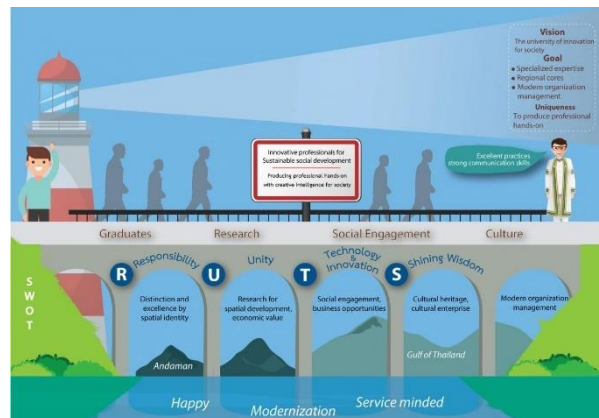 Vision
The university of innovation
for society
Goal
• Specialized expertise
• Regional cores
• Modern organization
management
Uniqueness
To produce professional
hands-on
Innovative professionals for
Sustainable social development
Producing professional hands-on
with creative intelligence for society
Excellent practices
strong communication skills
Graduates
Research
Social Engagement
Culture
SWOT
R
Responsibility
U
Unity
T
Technology
&
Innovation
S
Shining Wisdom
Distinction and
excellence by
spatial identity
Research for
spatial development,
economic value
Social engagement,
business opportunities
Cultural heritage,
cultural enterprise
Modern organization
management
Andaman
Gulf of Thailand
Happy
Modernization
Service minded